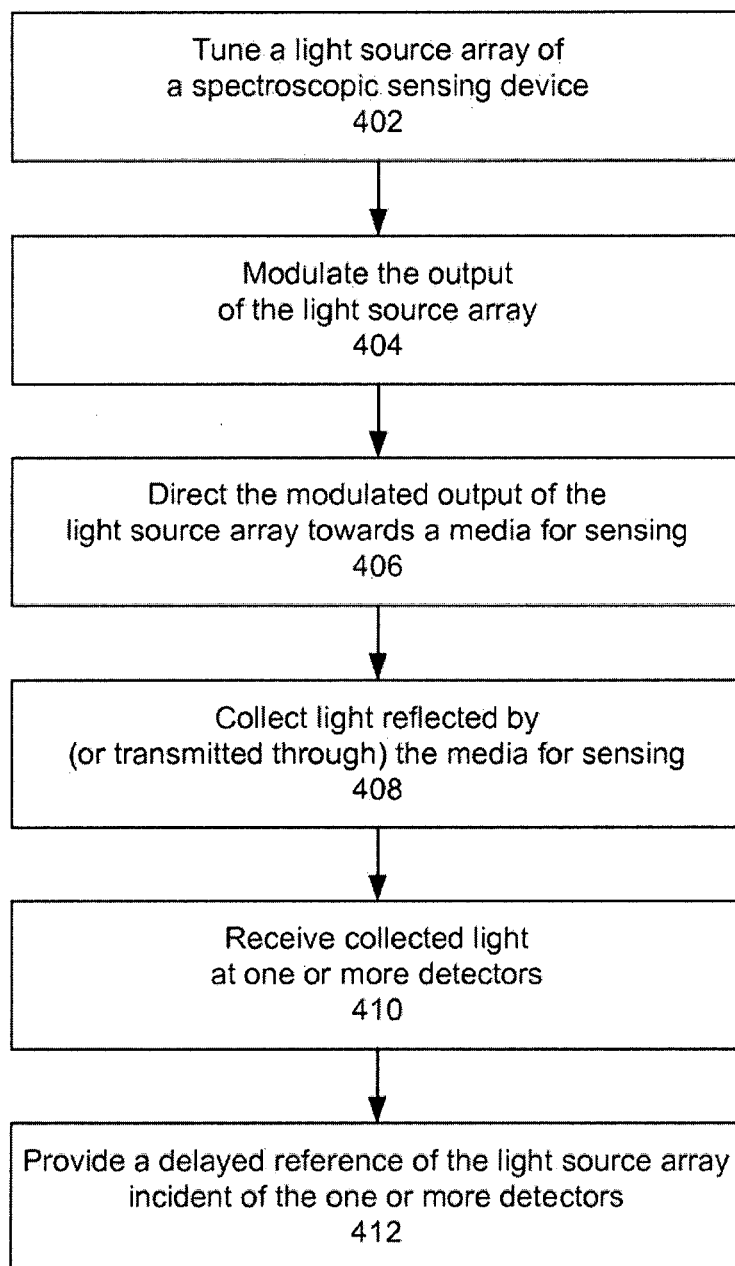 Tune a light source array of
a spectroscopic sensing device
402
Modulate the output
of the light source array
404
Direct the modulated output of the
light source array towards a media for sensing
406
Collect light reflected by
(or transmitted through) the media for sensing
408
Receive collected light
at one or more detectors
410
Provide a delayed reference of the light source array
incident of the one or more detectors
412